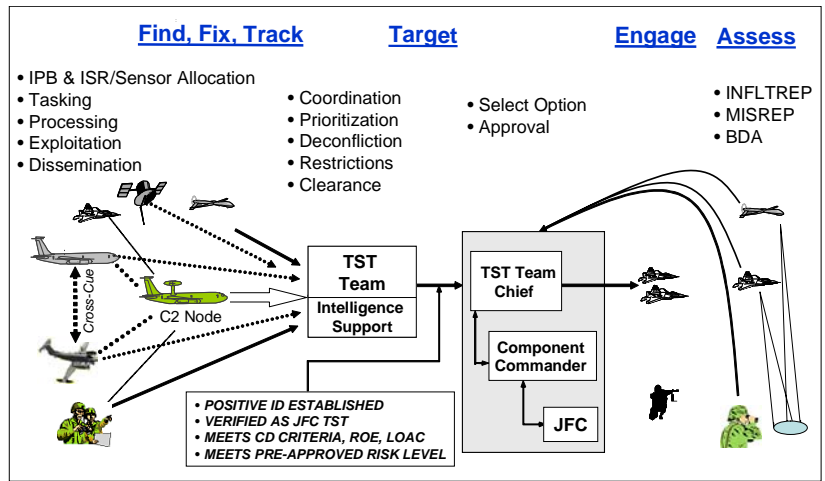 Find, Fix, Track
Target
Engage
Assess
• IPB & ISR/Sensor Allocation
• Tasking
• Processing
• Exploitation
• Dissemination
• Coordination
• Prioritization
• Deconfliction
• Restrictions
• Clearance
• Select Option
• Approval
• INFLTREP
• MISREP
• BDA
Cross-Cue
C2 Node
TST
Team
Intelligence
Support
TST Team
Chief
Component
Commander
JFC
• POSITIVE ID ESTABLISHED
• VERIFIED AS JFC TST
• MEETS CD CRITERIA, ROE, LOAC
• MEETS PRE-APPROVED RISK LEVEL